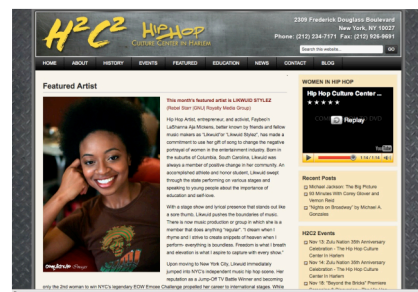 H2C2
HIPHOP
CULTURE CENTER IN HARLEM
2309 Frederick Douglass Boulevard
New York, NY 10027
Phone: (212) 234-7171 Fax: (212) 926-9691
Search this website...
GO
HOME
ABOUT
HISTORY
EVENTS
FEATURED
EDUCATION
NEWS
CONTACT
BLOG
Featured Artist
This month's featured artist is LIKWUID STYLEZ
(Rebel Starr (GNU) Royalty Media Group)
Hip Hop Artist, entrepreneur, and activist, Faybeo'n
LaShanna Aja Mickens, better known by friends and fellow
music makers as "Likwuid"or" Likwuid Stylez", has made a
commitment to use her gift of song to change the negative
portrayal of women in the entertainment industry. Born in
the suburbs of Columbia, South Carolina, Likwuid was
always a member of positive change in her community. An
accomplished athlete and honor student, Likwuid swept
through the state performing on various stages and
speaking to young people about the importance of
education and self-love.
With a stage show and lyrical presence that stands out like
a sore thumb, Likwuid pushes the boundaries of music.
There is now music production or group in which she is a
member that does anything "regular". "I dream when I
rhyme and I strive to create snippets of heaven when I
perform- everything is boundless. Freedom is what I breath
and elevation is what I aspire to capture with every show."
Upon moving to New York City, Likwuid immediately
jumped into NYC's independent music hip hop scene. Her
reputation as a Jump-Off TV Battle Winner and becoming
only the 2nd woman to win NYC's legendary EOW Emcee Challenge propelled her career to international stages. While
WOMEN IN HIP HOP
Hip Hop Culture Center ...
Replay
1:14 / 1:14
Recent Posts
Michael Jackson: The Big Picture
93 Minutes With Corey Glover and
Vernon Reid
"Nights on Broadway" by Michael A.
Gonzales
H2C2 Events
Nov 13: Zulu Nation 35th Anniversary
Celebration - The Hip Hop Culture
Center in Harlem
Nov 14: Zulu Nation 35th Anniversary
Celebration - The Hip Hop Culture
Center in Harlem
Nov 18: "Beyond the Bricks" Premiere